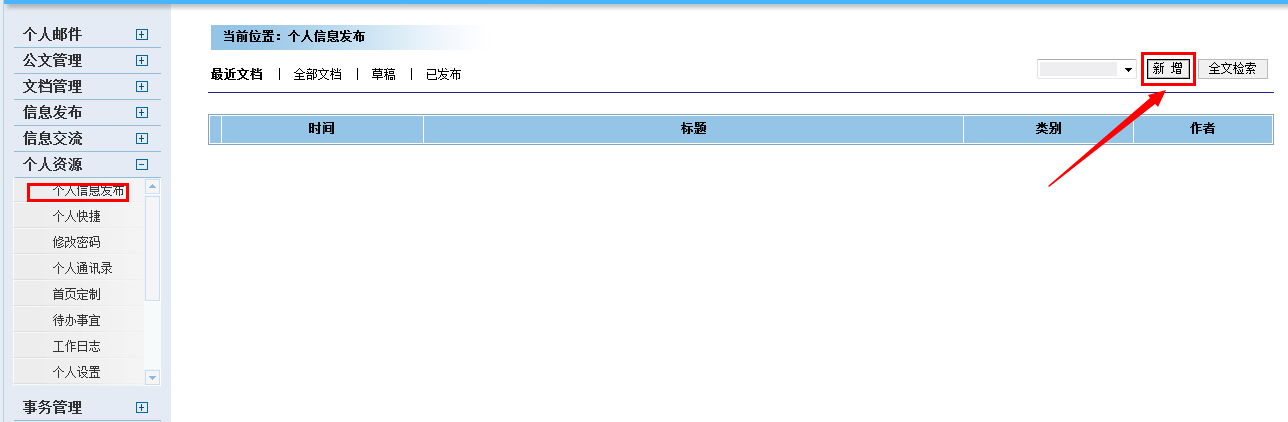 个人邮件
公文管理
文档管理
信息发布
信息交流
个人资源
个人信息发布
个人快捷
修改密码
个人通讯录
首页定制
待办事宜
工作日志
个人设置
事务管理
当前位置：个人信息发布
最近文档 | 全部文档 | 草稿 | 已发布
新 增 全文检索
时间 标题 类别 作者